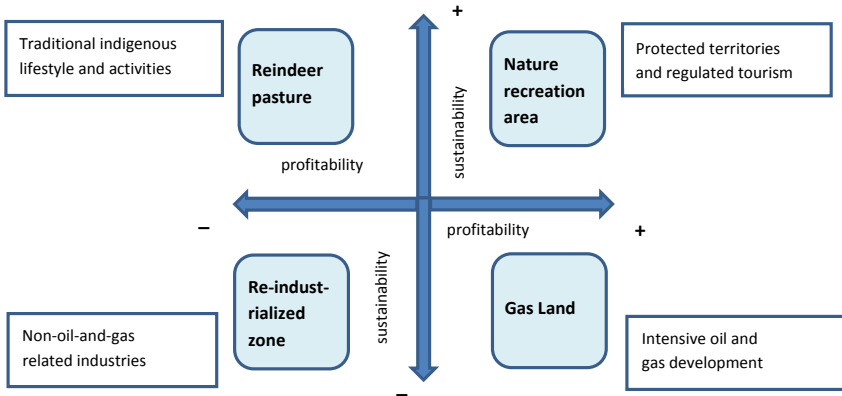 +
Traditional indigenous
lifestyle and activities
Reindeer
pasture
Nature
recreation
area
Protected territories
and regulated tourism
sustainability
profitability
–
profitability
+
sustainability
Re-indust-
rialized
zone
Gas Land
Non-oil-and-gas
related industries
Intensive oil and
gas development
–